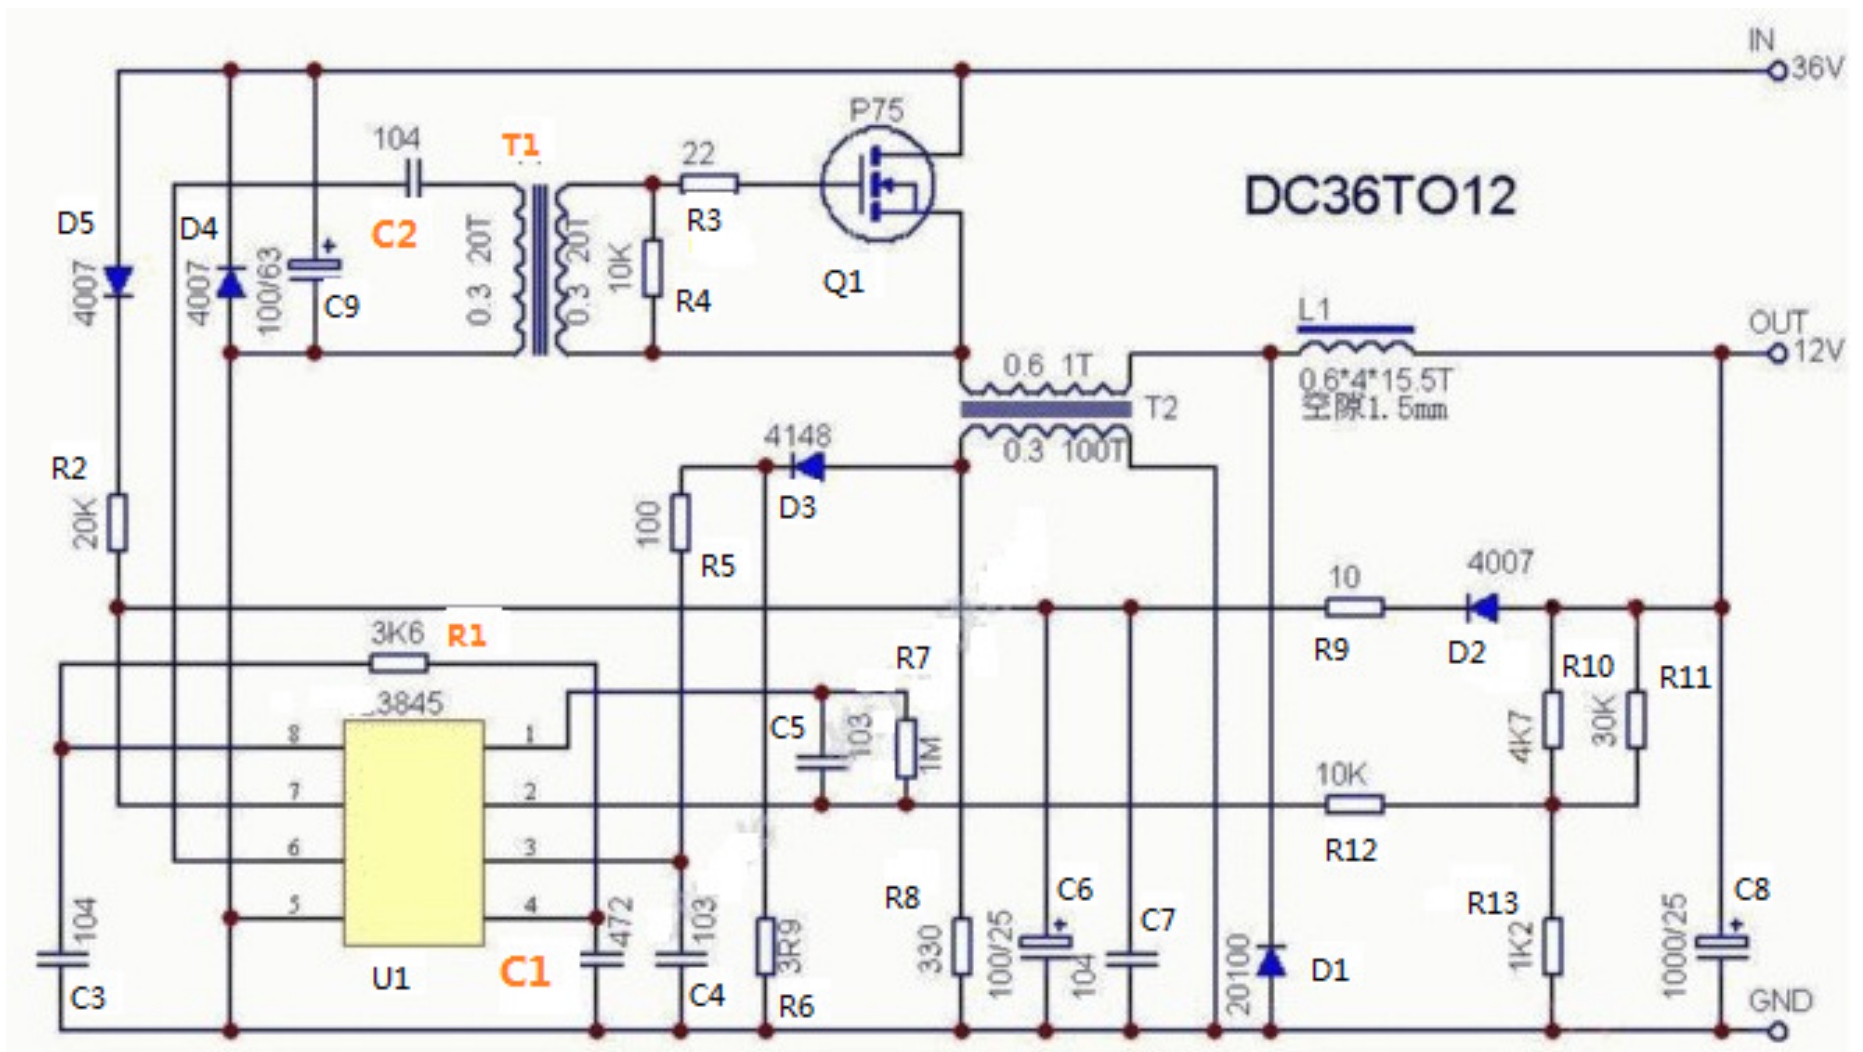 IN
36V
P75
104
T1
22
DC36TO12
D5
D4
C2
R3
4007
4007
100/63
C9
0.3 20T
0.3 20T
10K
R4
Q1
L1
OUT
12V
0.6 1T
0.6*4*15.5T
空隙1.5mm
T2
4148
0.3 100T
R2
20K
D3
100
R5
10
4007
3K6
R1
R9
D2
R10
R11
R7
3845
C5
103
1M
4K7
30K
8
1
7
2
10K
6
3
R12
5
4
104
472
103
3R9
R8
330
C6
100/25
C7
104
20100
D1
R13
1K2
C8
1000/25
C3
U1
C1
C4
R6
GND